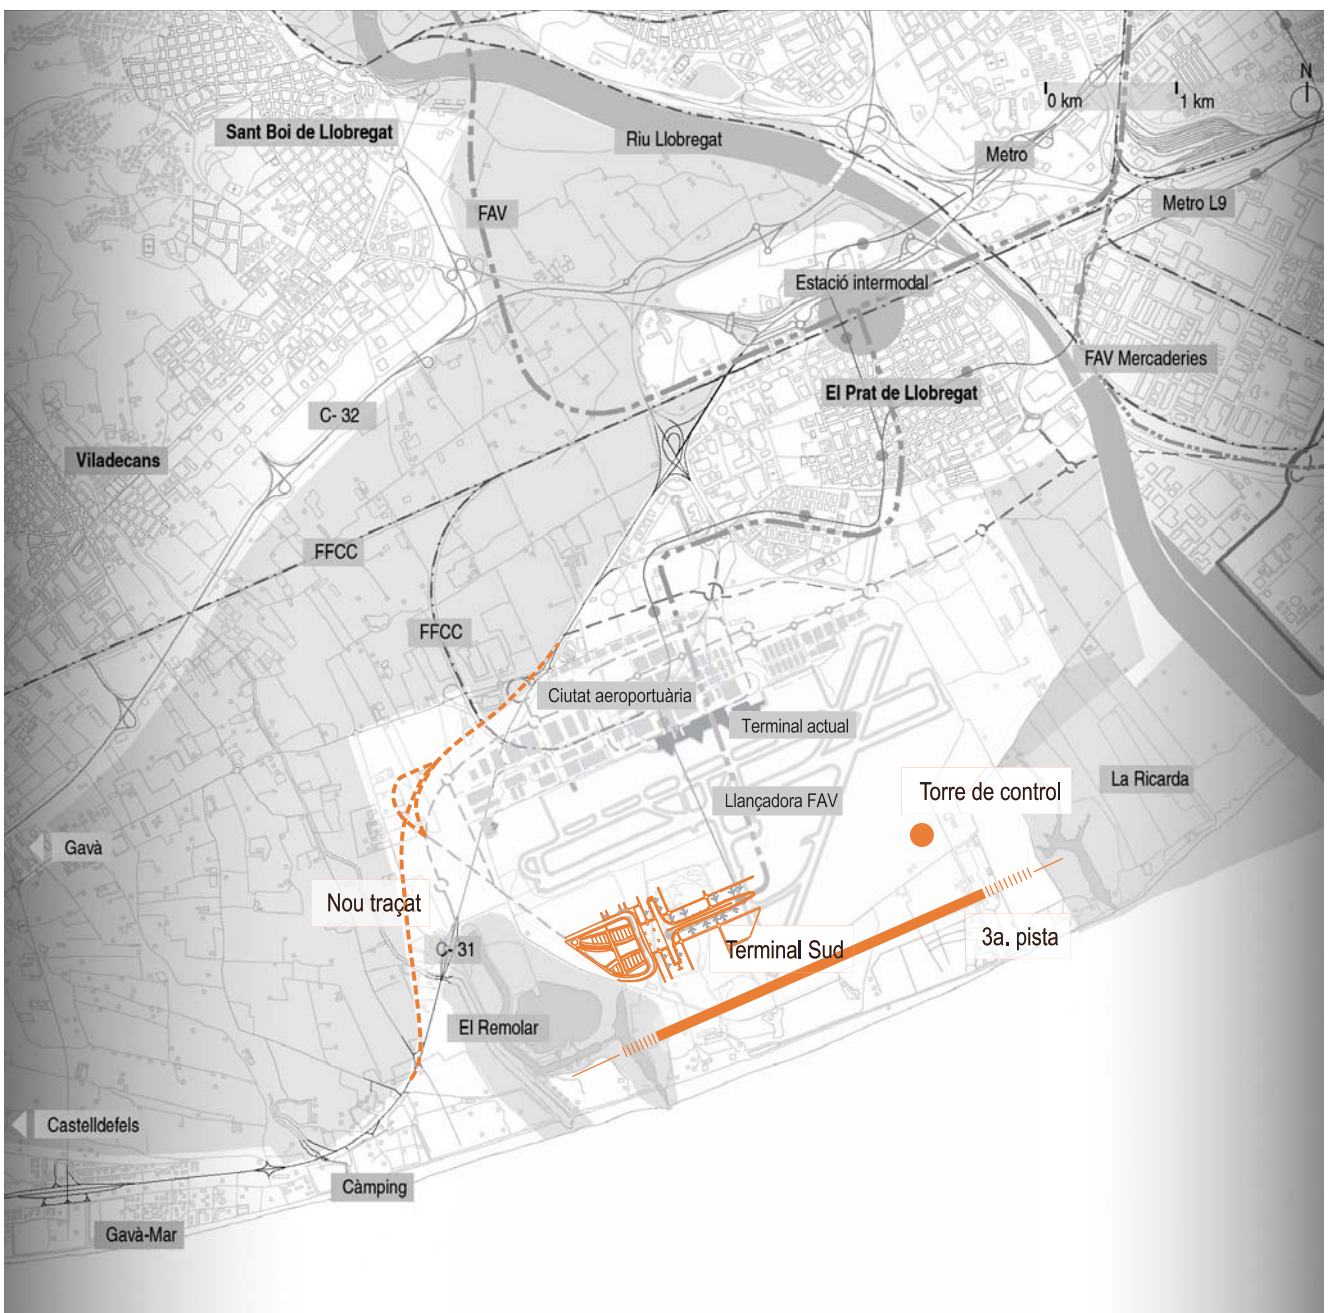 N
0 km
1 km
Sant Boi de Llobregat
Riu Llobregat
Metro
FAV
Metro L9
Estació intermodal
FAV Mercaderies
El Prat de Llobregat
C- 32
Viladecans
FFCC
FFCC
Ciutat aeroportuària
Terminal actual
La Ricarda
Torre de control
Llançadora FAV
Gavà
Nou traçat
3a. pista
C- 31
Terminal Sud
El Remolar
Castelldefels
Càmping
Gavà-Mar